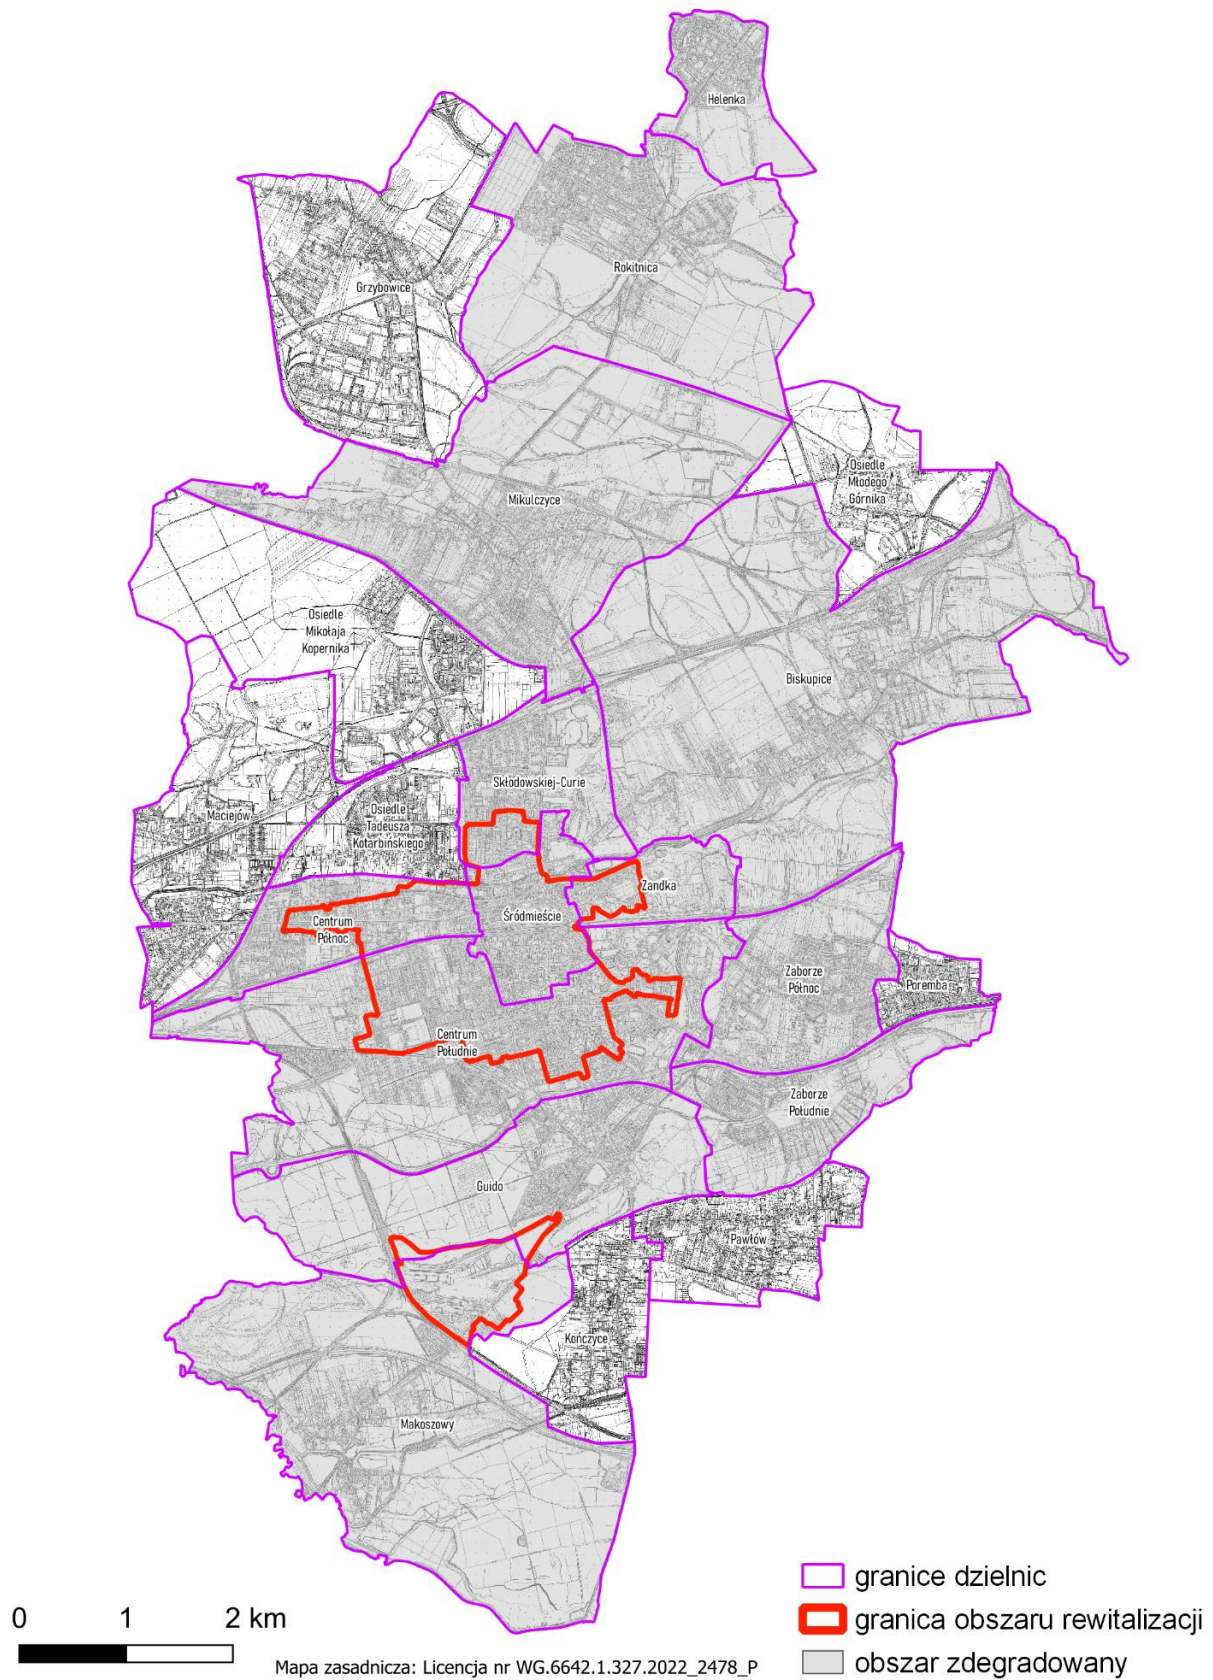 Helenka
Rokitnica
Grzybowice
Osiedle
Młodego
Górnika
Mikulczyce
Osiedle
Mikołaja
Kopernika
Biskupice
Skłodowskiej-Curie
Maciejów
Osiedle
Tadeusza
Kotarbińskiego
Zandka
Śródmieście
Centrum
Północ
Zaborze
Północ
Poremba
Centrum
Południe
Zaborze
Południe
Guido
Pawłów
Kończyce
Makoszowy
granice dzielnic
granica obszaru rewitalizacji
obszar zdegradowany
0 1 2 km
Mapa zasadnicza: Licencja nr WG.6642.1.327.2022_2478_P